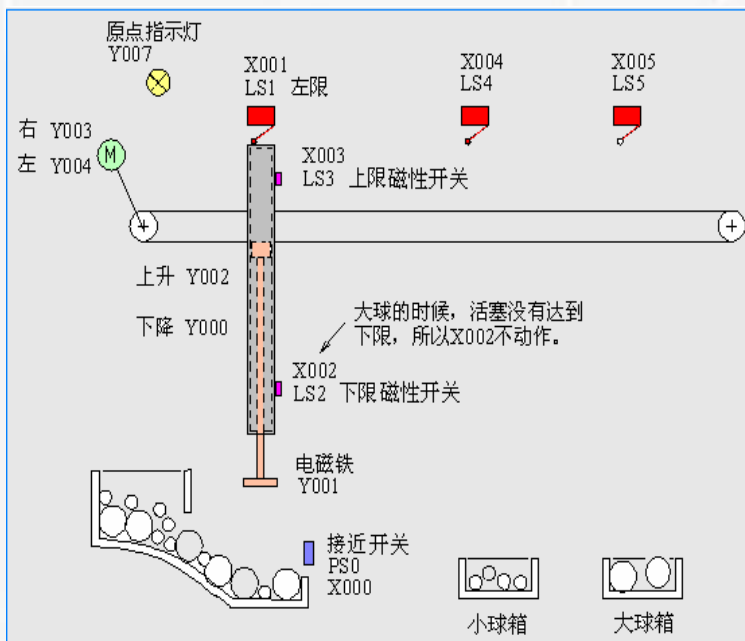 原点指示灯
Y007
X001
LS1 左限
X004
LS4
X005
LS5
右 Y003
左 Y004
M
X003
LS3 上限磁性开关
上升 Y002
下降 Y000
大球的时候，活塞没有达到
下限，所以X002不动作。
X002
LS2 下限磁性开关
电磁铁
Y001
接近开关
PS0
X000
小球箱
大球箱